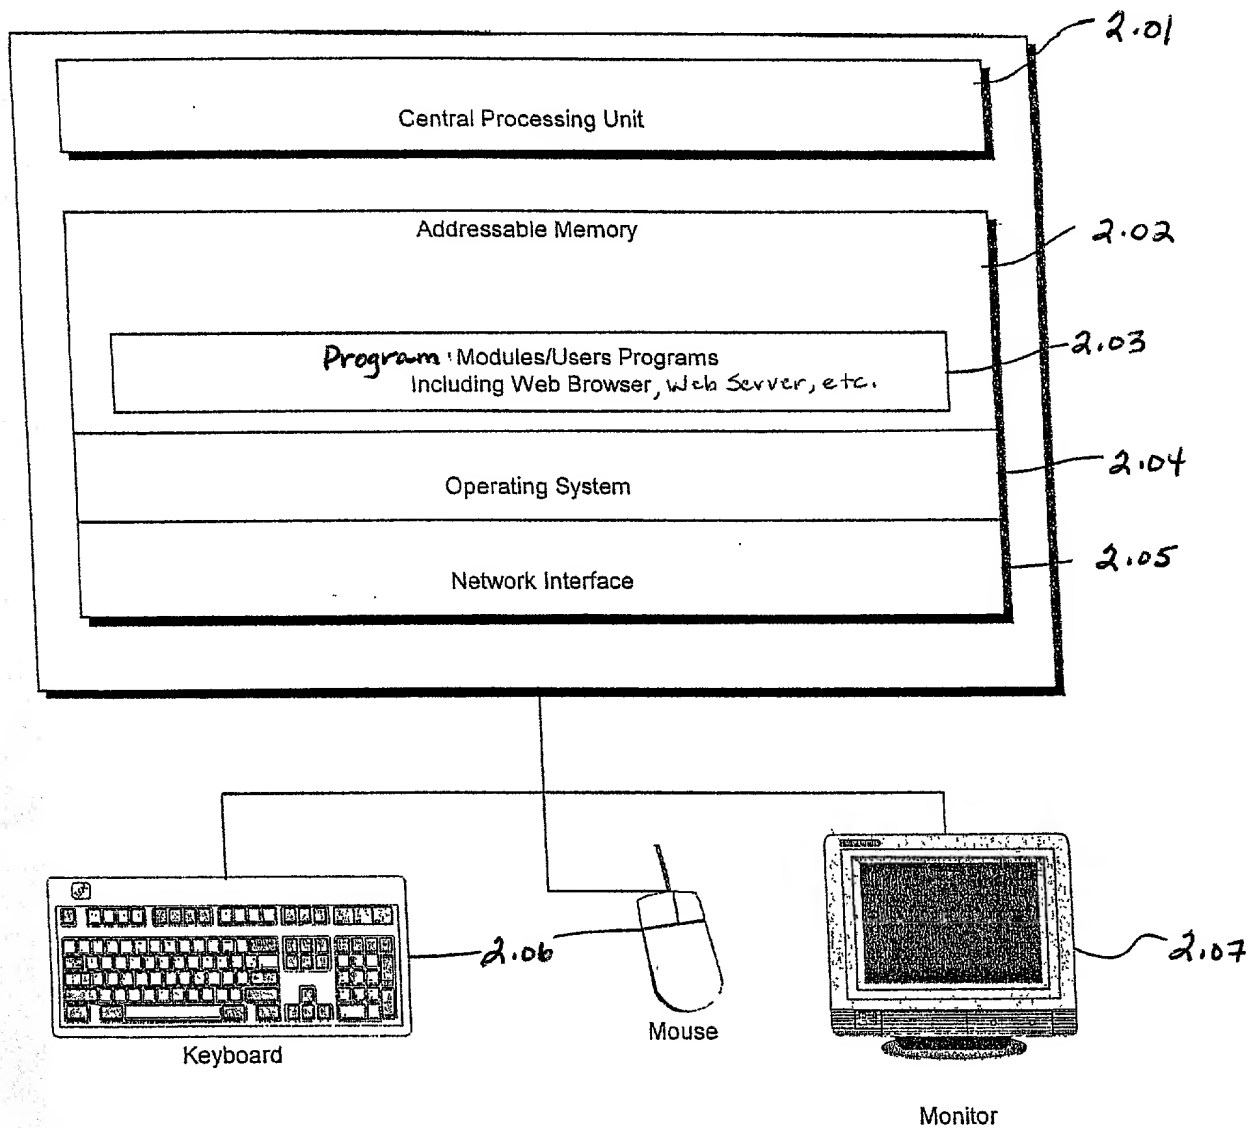 2.01
Central Processing Unit
Addressable Memory
2.02
Program: Modules/Users Programs
2.03
Including Web Browser, Web Server, etc.
2.04
Operating System
2.05
Network Interface
2.06
2.07
Keyboard
Mouse
Monitor